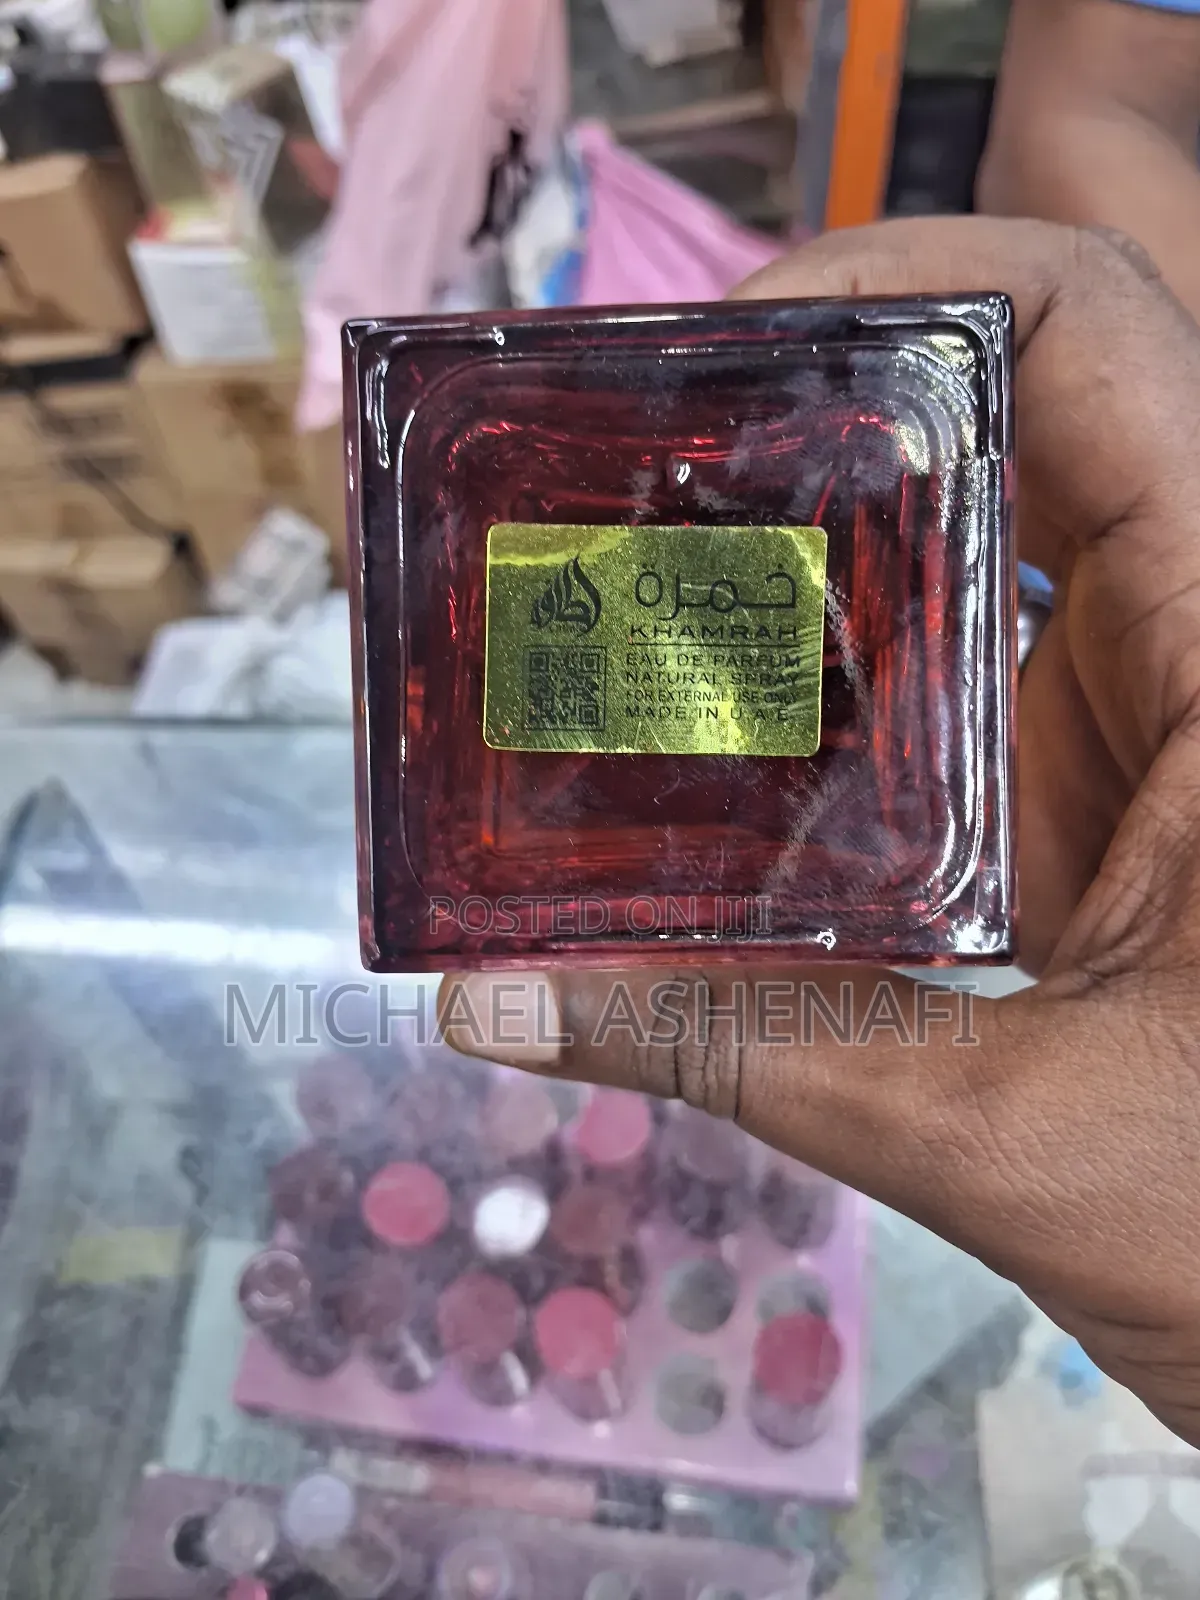 خمرة
KHAMRAH
EAU DE PARFUM
NATURAL SPRAY
FOR EXTERNAL USE ONLY
MADE IN U A E
POSTED ON JIJI
MICHAEL ASHENAFI